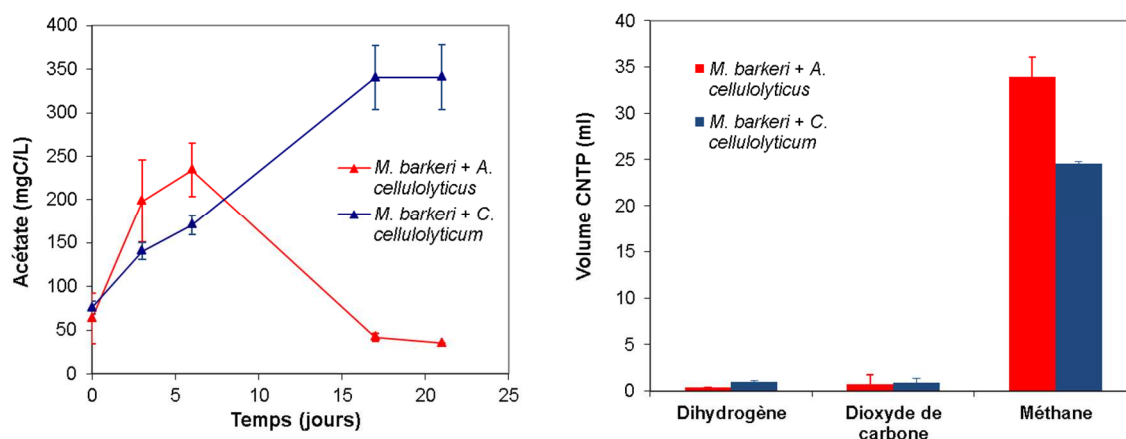 400
350
300
250
200
150
100
50
0
Acétate (mgC/L)
M. barkeri + A.
cellulolyticus
M. barkeri + C.
cellulolyticum
0 5 10 15 20 25
Temps (jours)
40
35
30
25
20
15
10
5
0
Volume CNTP (ml)
M. barkeri + A.
cellulolyticus
M. barkeri + C.
cellulolyticum
Dihydrogène Dioxyde de Méthane
carbone